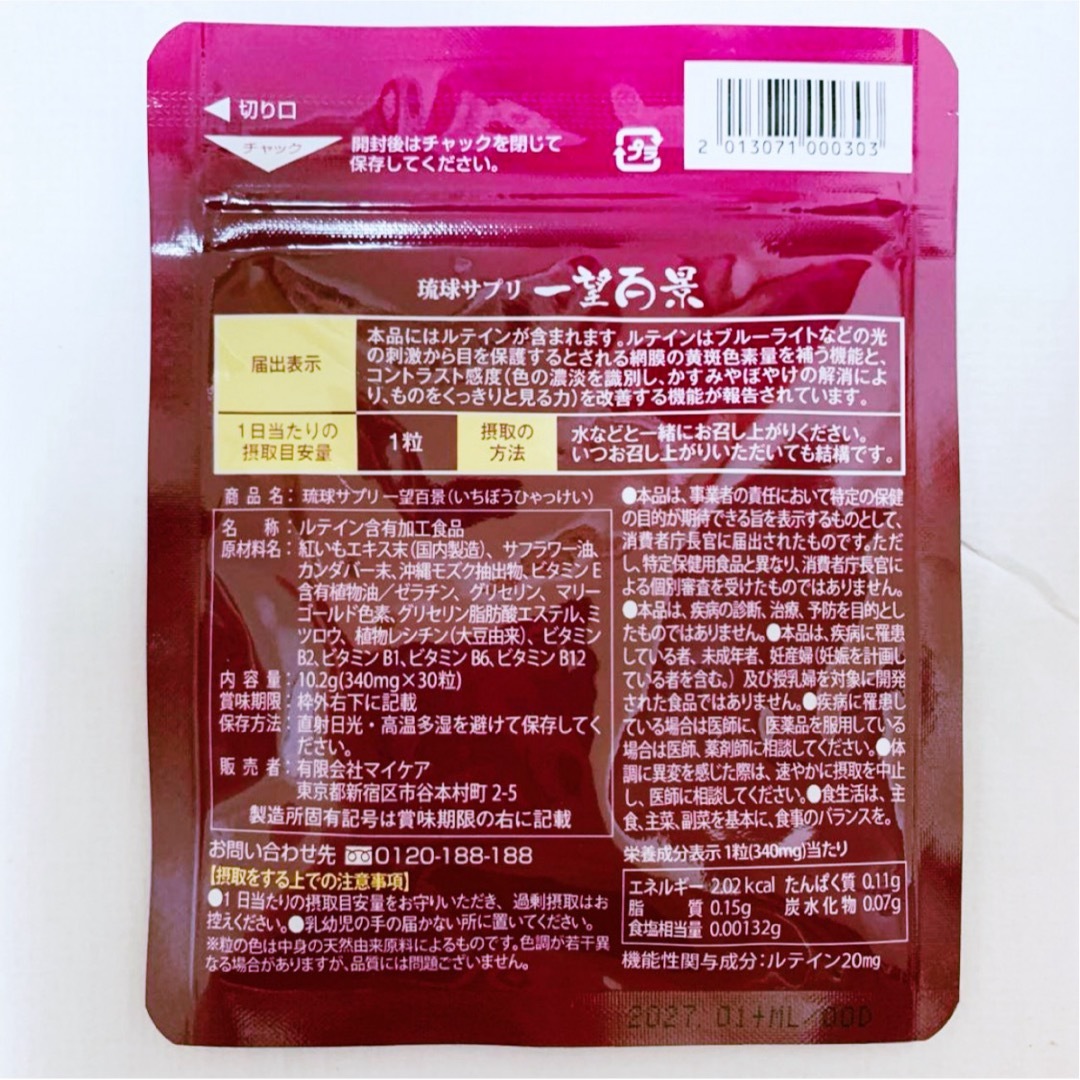 切り口
チャック
開封後はチャックを閉じて
保存してください。
プラ
2 013071 000303
琉球サプリ 一望百景
届出表示
本品にはルテインが含まれます。ルテインはブルーライトなどの光
の刺激から目を保護するとされる網膜の黄斑色素量を補う機能と、
コントラスト感度(色の濃淡を識別し、かすみやぼやけの解消によ
り、ものをくっきりと見る力)を改善する機能が報告されています。
1日当たりの
摂取目安量
1粒
摂取の
方法
水などと一緒にお召し上がりください。
いつお召し上がりいただいても結構です。
商品名:琉球サプリ一望百景(いちぼうひゃっけい)
名称:ルテイン含有加工食品
原材料名:紅いもエキス末(国内製造)、サフラワー油、
カンダバー末、沖縄モズク抽出物、ビタミンE
含有植物油/ゼラチン、グリセリン、マリー
ゴールド色素、グリセリン脂肪酸エステル、ミ
ツロウ、植物レシチン(大豆由来)、ビタミン
B2、ビタミンB1、ビタミンB6、ビタミンB12
内容量:10.2g(340mg×30粒)
賞味期限:枠外右下に記載
保存方法:直射日光・高温多湿を避けて保存してく
ださい。
販売者:有限会社マイケア
東京都新宿区市谷本村町2-5
製造所固有記号は賞味期限の右に記載
お問い合わせ先 0120-188-188
【摂取をする上での注意事項】
●1日当たりの摂取目安量をお守りいただき、過剰摂取はお
控えください。●乳幼児の手の届かない所に置いてください。
※粒の色は中身の天然由来原料によるものです。色調が若干異
なる場合がありますが、品質には問題ございません。
●本品は、事業者の責任において特定の保健
の目的が期待できる旨を表示するものとして、
消費者庁長官に届出されたものです。ただ
し、特定保健用食品と異なり、消費者庁長官に
よる個別審査を受けたものではありません。
●本品は、疾病の診断、治療、予防を目的とし
たものではありません。●本品は、疾病に罹患
している者、未成年者、妊産婦(妊娠を計画し
ている者を含む。)及び授乳婦を対象に開発
された食品ではありません。●疾病に罹患し
ている場合は医師に、医薬品を服用している
場合は医師、薬剤師に相談してください。●体
調に異変を感じた際は、速やかに摂取を中止
し、医師に相談してください。●食生活は、主
食、主菜、副菜を基本に、食事のバランスを。
栄養成分表示 1粒(340mg)当たり
エネルギー 2.02kcal たんぱく質 0.11g
脂質 0.15g 炭水化物 0.07g
食塩相当量 0.00132g
機能性関与成分:ルテイン20mg
2027.01+ML/00D